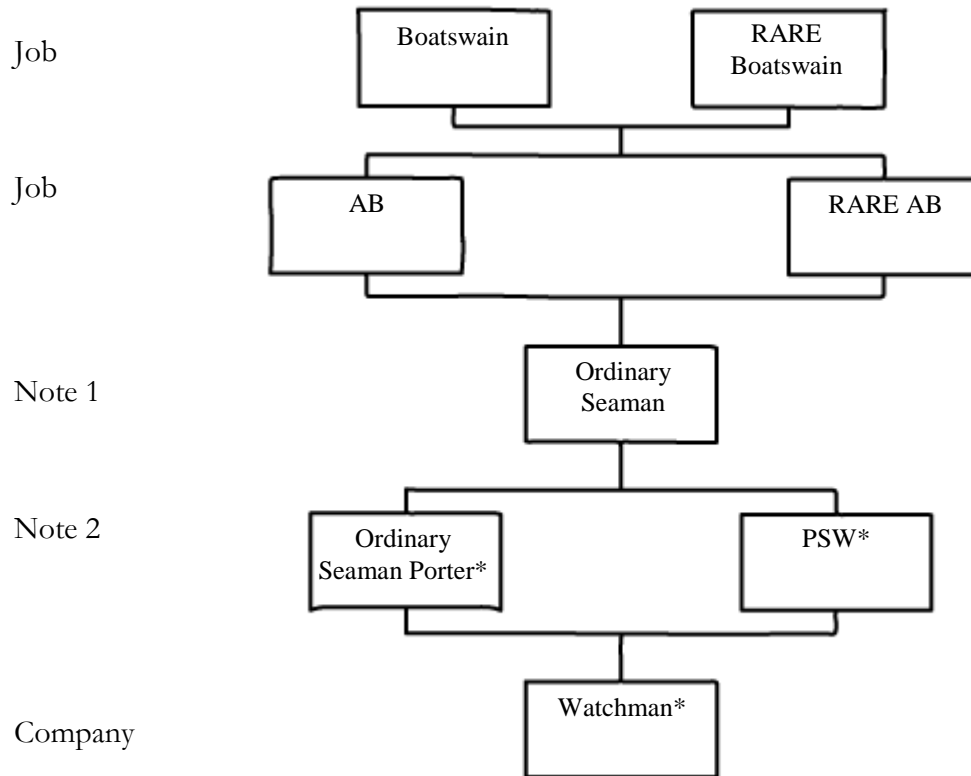 Job
Boatswain
RARE
Boatswain
Job
AB
RARE AB
Note 1
Ordinary
Seaman
Note 2
Ordinary
Seaman Porter*
PSW*
Company
Watchman*